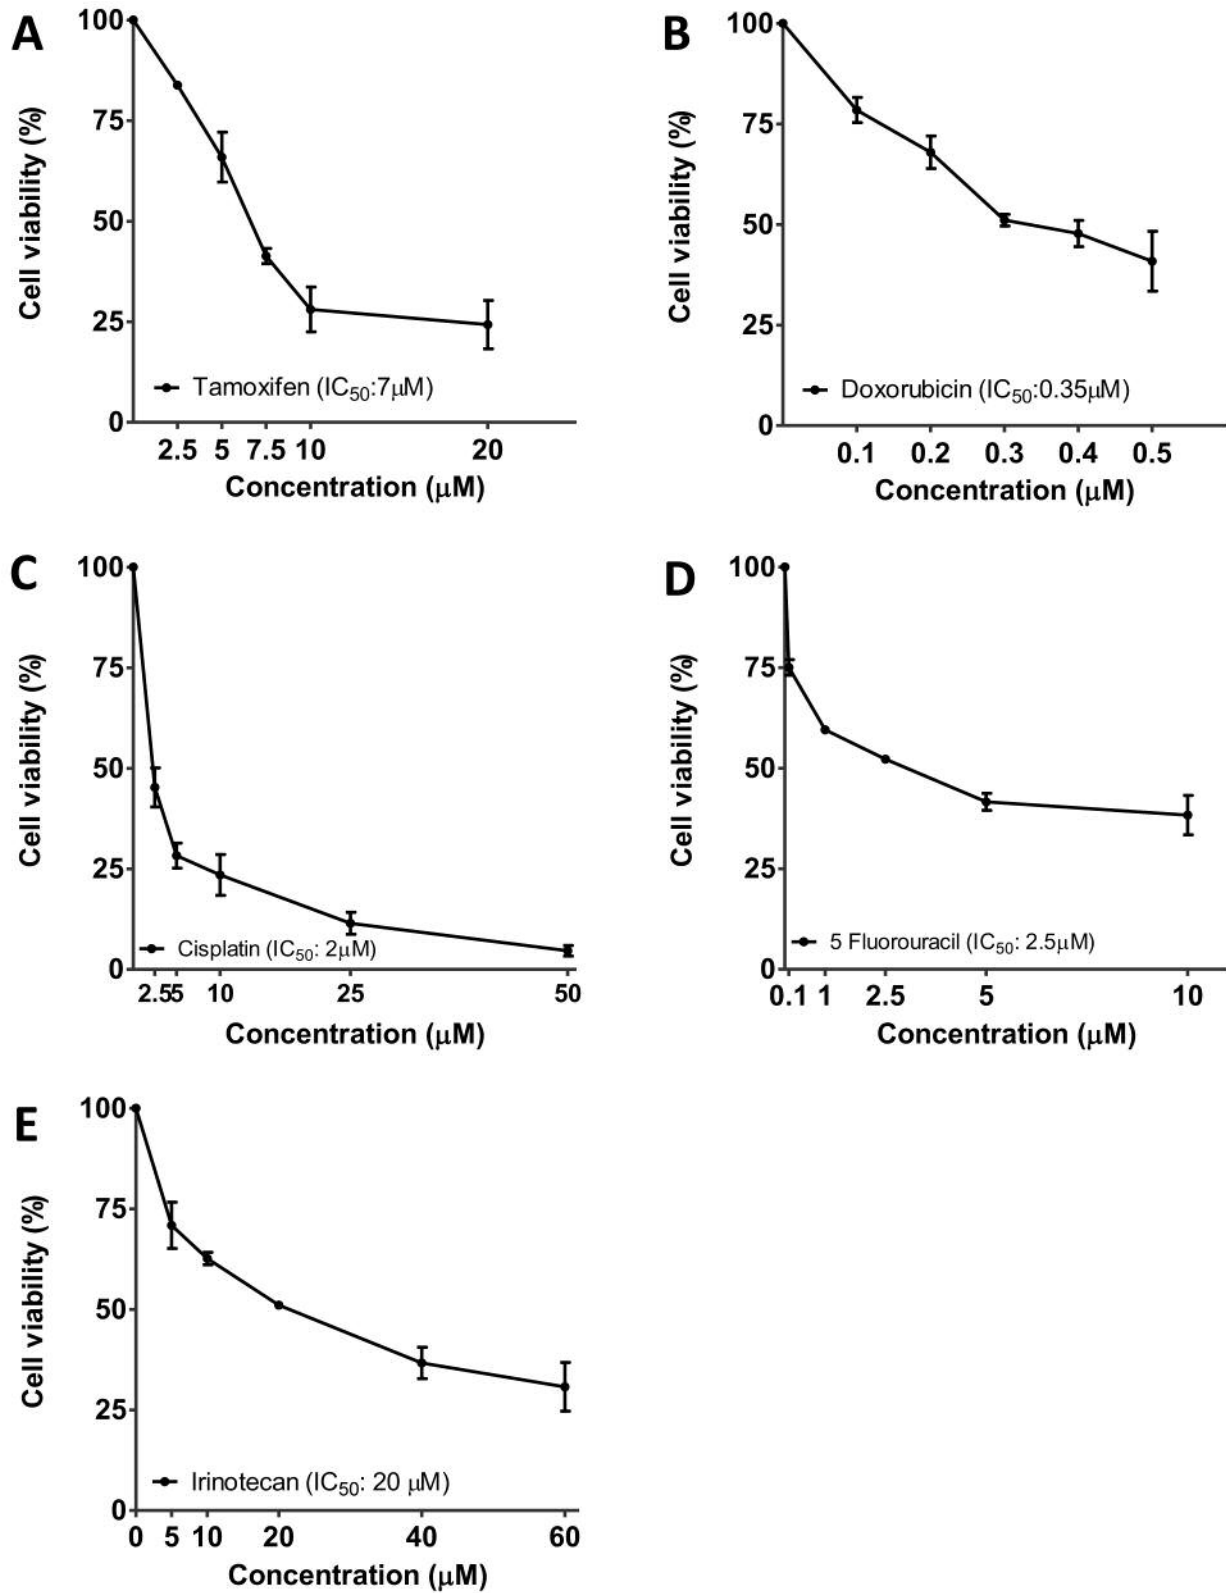 A
Cell viability (%)
100
75
50
25
0
Tamoxifen (IC50:7μM)
2.5 5 7.5 10 20
Concentration (μM)
B
Cell viability (%)
100
75
50
25
0
Doxorubicin (IC50:0.35μM)
0.1 0.2 0.3 0.4 0.5
Concentration (μM)
C
Cell viability (%)
100
75
50
25
0
Cisplatin (IC50: 2μM)
2.5 5 10 25 50
Concentration (μM)
D
Cell viability (%)
100
75
50
25
0
5 Fluorouracil (IC50: 2.5μM)
0.1 1 2.5 5 10
Concentration (μM)
E
Cell viability (%)
100
75
50
25
0
Irinotecan (IC50: 20 μM)
0 5 10 20 40 60
Concentration (μM)